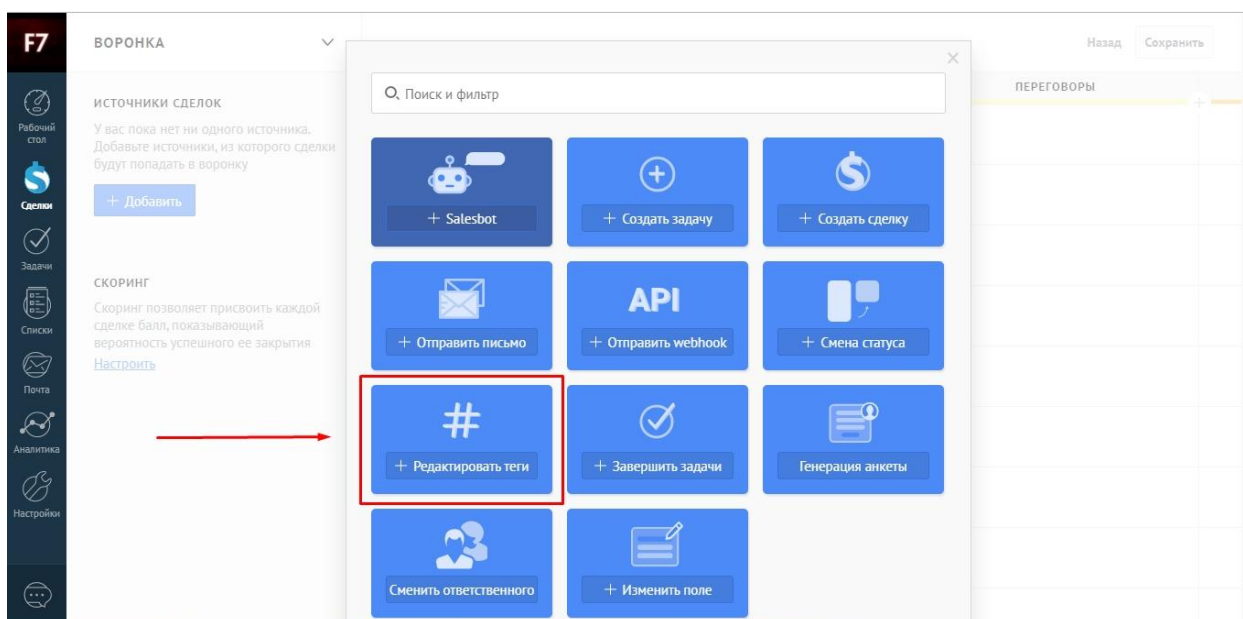 F7
ВОРОНКА
Назад
Сохранить
Рабочий
стол
Сделки
Задачи
Списки
Почта
Аналитика
Настройки
ИСТОЧНИКИ СДЕЛОК
У вас пока нет ни одного источника.
Добавьте источники, из которого сделки
будут попадать в воронку
+ Добавить
СКОРИНГ
Скоринг позволяет присвоить каждой
сделке балл, показывающий
вероятность успешного ее закрытия
Настроить
Поиск и фильтр
+ Salesbot
+ Создать задачу
+ Создать сделку
API
+ Отправить письмо
+ Отправить webhook
+ Смена статуса
#
+ Редактировать теги
+ Завершить задачи
Генерация анкеты
Сменить ответственного
+ Изменить поле
ПЕРЕГОВОРЫ